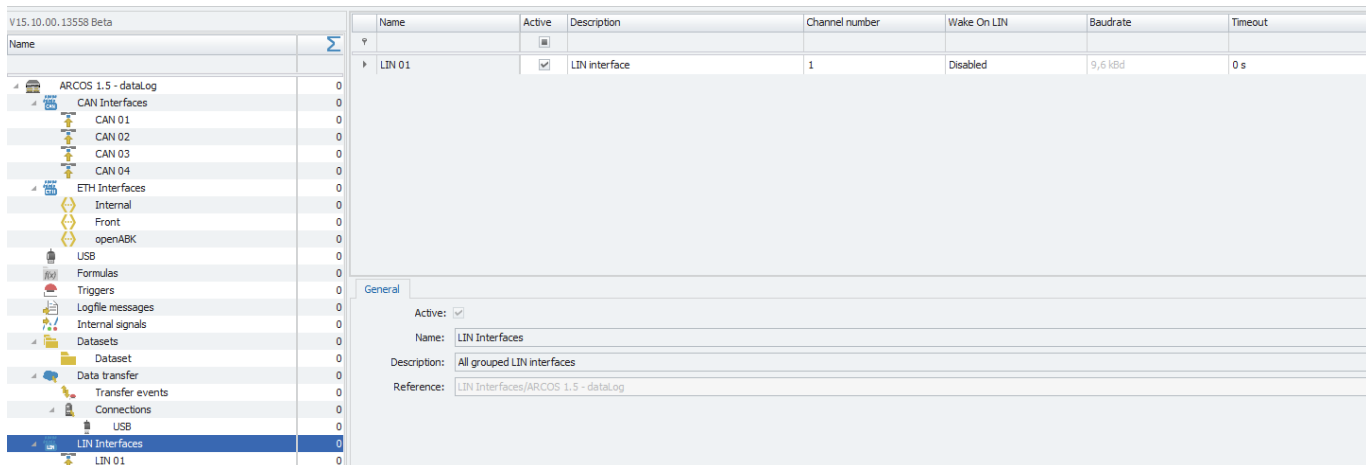 V15.10.00.13558 Beta
Name
ARCOS 1.5 - dataLog 0
CAN Interfaces 0
CAN 01 0
CAN 02 0
CAN 03 0
CAN 04 0
ETH Interfaces 0
Internal 0
Front 0
openABK 0
USB 0
Formulas 0
Triggers 0
Logfile messages 0
Internal signals 0
Datasets 0
Dataset 0
Data transfer 0
Transfer events 0
Connections 0
USB 0
LIN Interfaces 0
LIN 01 0
Name Active Description Channel number Wake On LIN Baudrate Timeout
LIN 01 LIN interface 1 Disabled 9,6 kBd 0 s
General
Active:
Name: LIN Interfaces
Description: All grouped LIN interfaces
Reference: LIN Interfaces/ARCOS 1.5 - dataLog